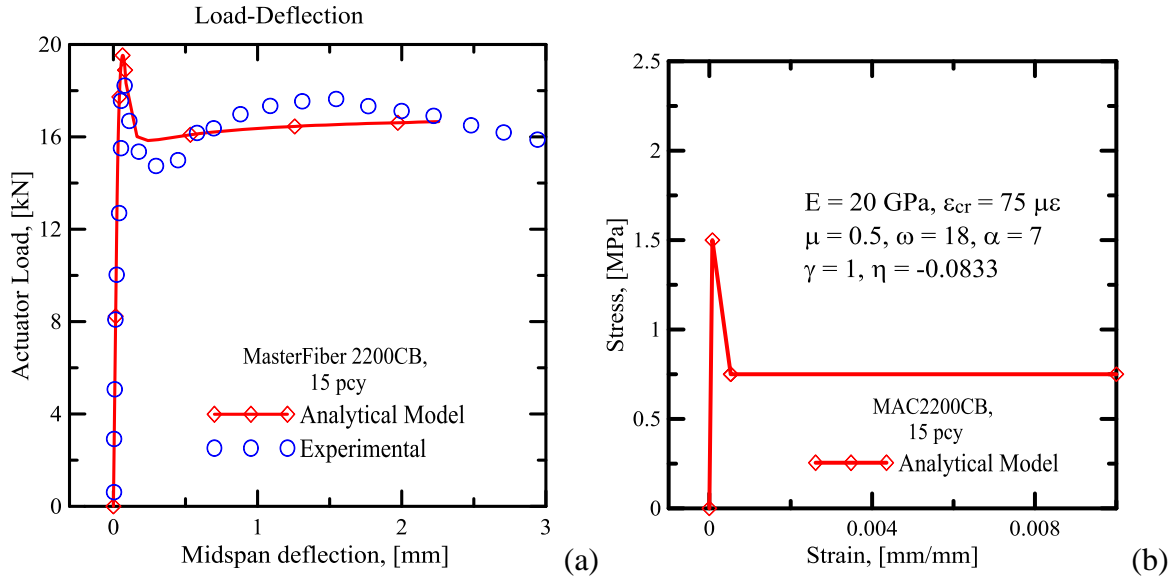 Load-Deflection
20
16
12
8
4
0
Actuator Load, [kN]
MasterFiber 2200CB,
15 pcy
Analytical Model
Experimental
0 1 2 3
Midspan deflection, [mm]
(a)
2.5
2
1.5
1
0.5
0
Stress, [MPa]
E = 20 GPa, εcr = 75 με
μ = 0.5, ω = 18, α = 7
γ = 1, η = -0.0833
MAC2200CB,
15 pcy
Analytical Model
0 0.004 0.008
Strain, [mm/mm]
(b)